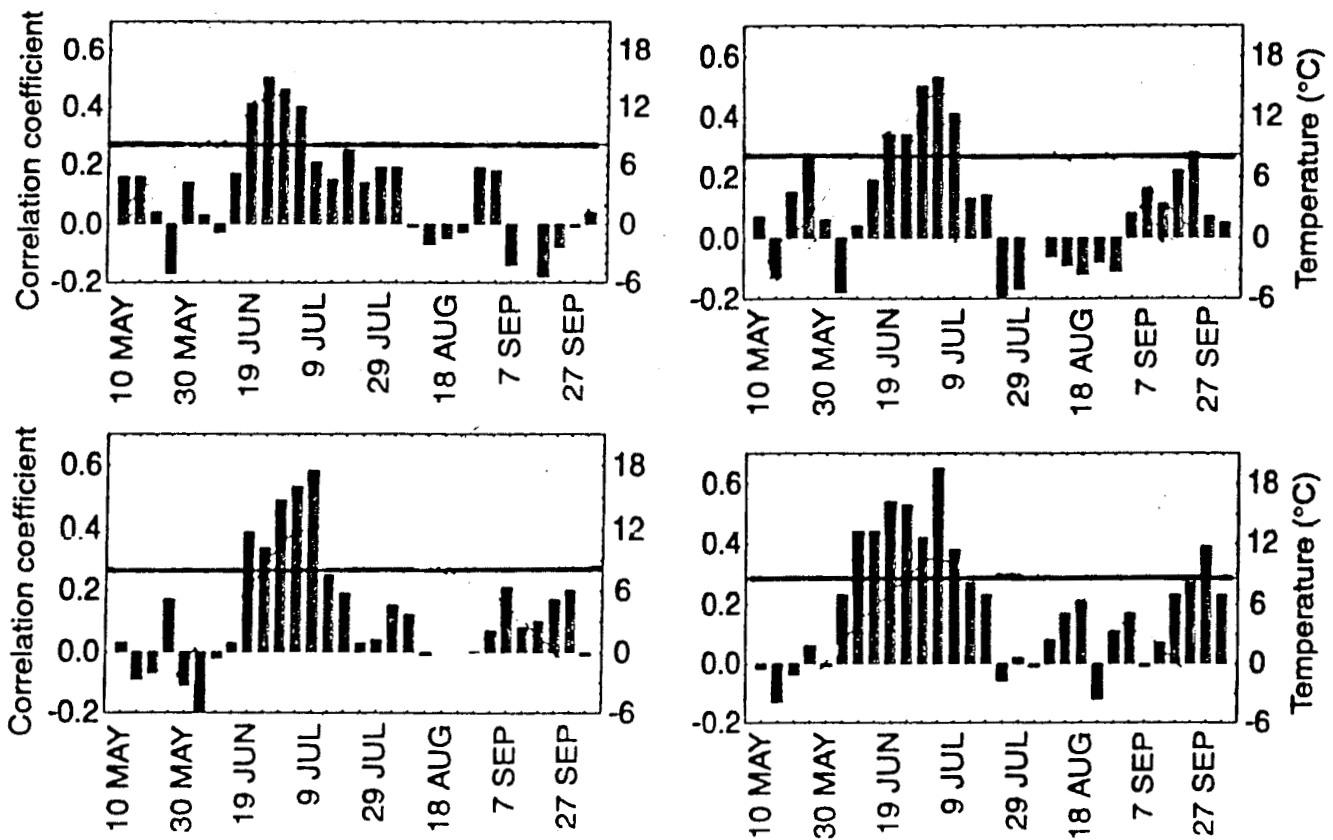 Correlation coefficient
0.6
0.4
0.2
0.0
-0.2
18
12
6
0
-6
10 MAY
30 MAY
19 JUN
9 JUL
29 JUL
18 AUG
7 SEP
27 SEP
0.6
0.4
0.2
0.0
-0.2
18
12
6
0
-6
Temperature (°C)
10 MAY
30 MAY
19 JUN
9 JUL
29 JUL
18 AUG
7 SEP
27 SEP
Correlation coefficient
0.6
0.4
0.2
0.0
-0.2
18
12
6
0
-6
10 MAY
30 MAY
19 JUN
9 JUL
29 JUL
18 AUG
7 SEP
27 SEP
0.6
0.4
0.2
0.0
-0.2
18
12
6
0
-6
Temperature (°C)
10 MAY
30 MAY
19 JUN
9 JUL
29 JUL
18 AUG
7 SEP
27 SEP